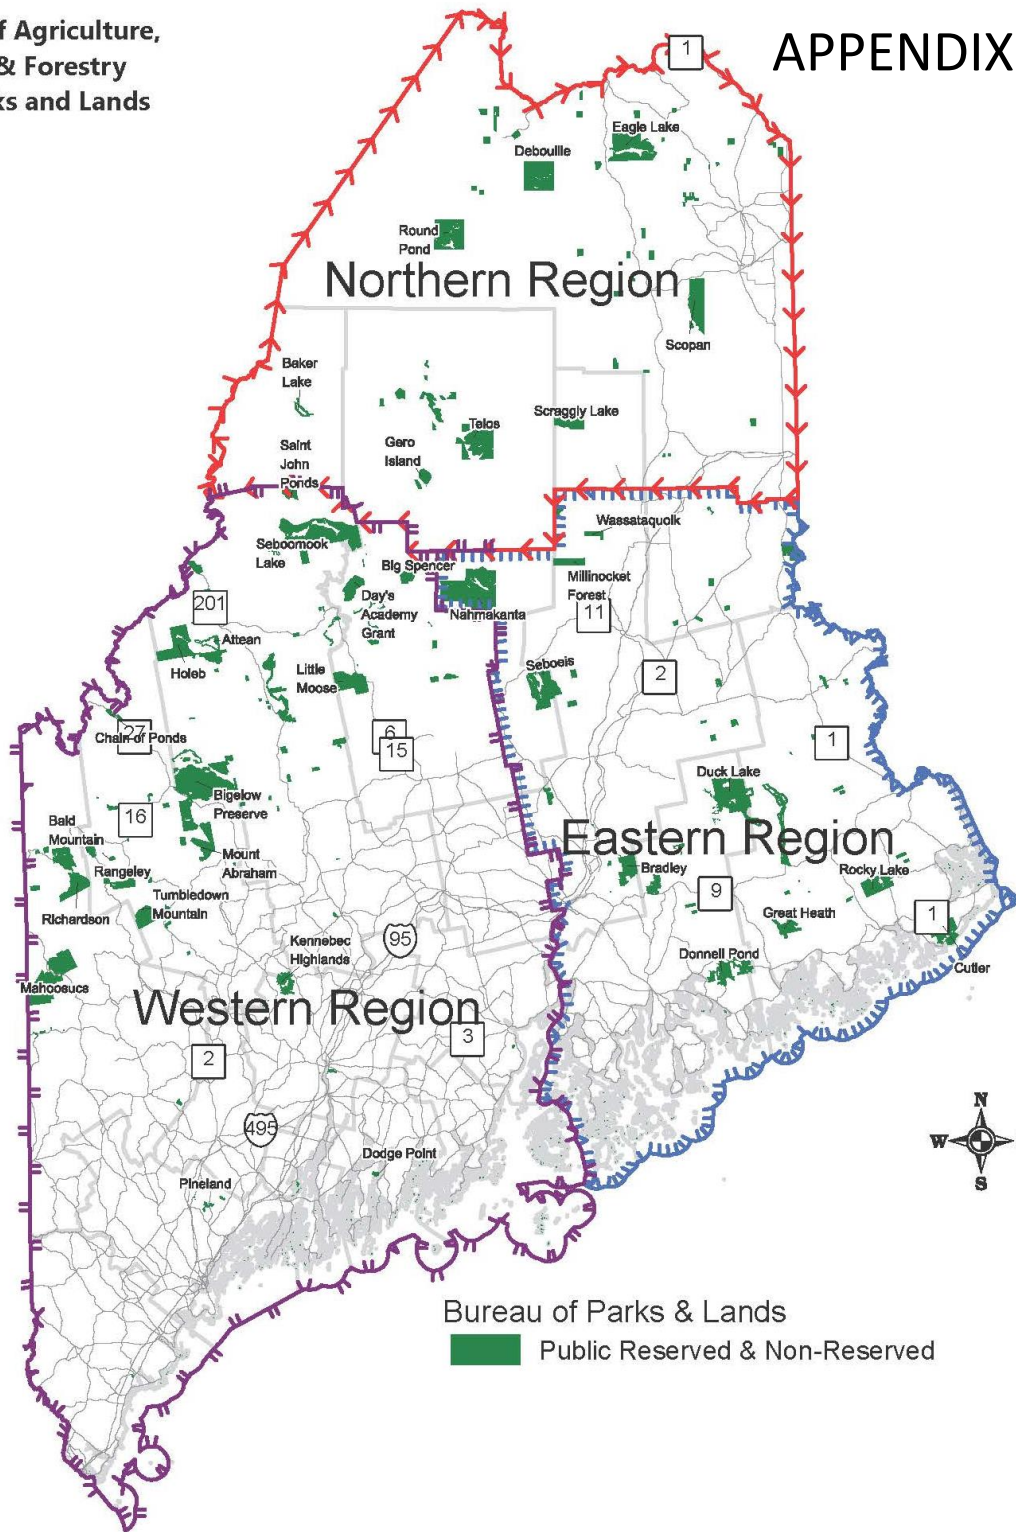 f Agriculture,
& Forestry
ks and Lands
APPENDIX
1
Eagle Lake
Deboullie
Round
Pond
Northern Region
Scopan
Baker
Lake
Scraggly Lake
Telos
Gero
Island
Saint
John
Ponds
Wassataquoik
Seboomook
Lake
Big Spencer
Millinocket
Forest
Day's
Academy
Grant
201
11
Nahmakanta
Attean
Holeb
Little
Moose
Seboeis
2
27
Chain of Ponds
6
15
1
Duck Lake
Bigelow
Preserve
16
Bald
Mountain
Eastern Region
Mount
Abraham
Bradley
Rocky Lake
Rangeley
Tumbledown
Mountain
9
Richardson
Great Heath
1
Kennebec
Highlands
95
Donnell Pond
Cutler
Mahoosucs
Western Region
3
2
495
N
W
S
Dodge Point
Pineland
Bureau of Parks & Lands
Public Reserved & Non-Reserved